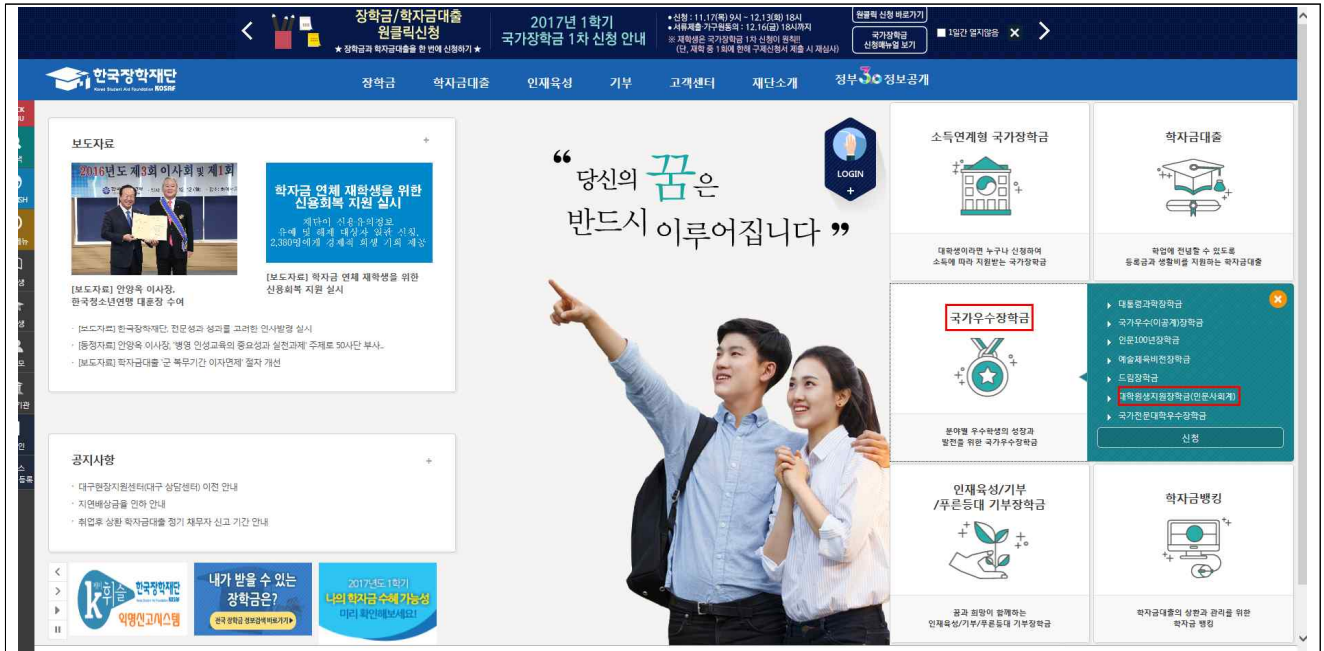 장학금/학자금대출
원클릭신청
★ 장학금과 학자금대출을 한 번에 신청하기 ★
2017년 1학기
국가장학금 1차 신청 안내
• 신청 : 11.17(목) 9시 ~ 12.13(화) 18시
• 서류제출·가구원동의 : 12.16(금) 18시까지
※ 재학생은 국가장학금 1차 신청이 원칙!!
(단, 재학 중 1회에 한해 구제신청서 제출 시 재심사)
원클릭 신청 바로가기
국가장학금
신청매뉴얼 보기
1일간 열지않음
한국장학재단
Korea Student Aid Foundation KOSAF
장학금
학자금대출
인재육성
기부
고객센터
재단소개
정부3.0 정보공개
보도자료
2016년도 제3회 이사회 및 제1회
학자금 연체 재학생을 위한
신용회복 지원 실시
재단이 신용유의정보
유예 및 해제 대상자 일괄 신청,
2,380명에게 경제적 회생 기회 제공
[보도자료] 안양옥 이사장,
한국청소년연맹 대훈장 수여
[보도자료] 학자금 연체 재학생을 위한
신용회복 지원 실시
· [보도자료] 한국장학재단, 전문성과 성과를 고려한 인사발령 실시
· [동정자료] 안양옥 이사장, '병영 인성교육의 중요성과 실천과제' 주제로 50사단 부사..
· [보도자료] 학자금대출 '군 복무기간 이자면제' 절차 개선
공지사항
· 대구현장지원센터(대구 상담센터) 이전 안내
· 지연배상금율 인하 안내
· 취업후 상환 학자금대출 정기 채무자 신고 기간 안내
k휘슬
한국장학재단
익명신고시스템
내가 받을 수 있는
장학금은?
전국 장학금 정보검색 바로가기▶
2017년도 1학기
나의 학자금 수혜 가능성
미리 확인해보세요!
“당신의 꿈은
반드시 이루어집니다”
LOGIN
+
소득연계형 국가장학금
대학생이라면 누구나 신청하여
소득에 따라 지원받는 국가장학금
학자금대출
학업에 전념할 수 있도록
등록금과 생활비를 지원하는 학자금대출
국가우수장학금
분야별 우수학생의 성장과
발전을 위한 국가우수장학금
대통령과학장학금
국가우수(이공계)장학금
인문100년장학금
예술체육비전장학금
드림장학금
대학원생지원장학금(인문사회계)
국가전문대학우수장학금
신청
인재육성/기부
/푸른등대 기부장학금
꿈과 희망이 함께하는
인재육성/기부/푸른등대 기부장학금
학자금뱅킹
학자금대출의 상환과 관리를 위한
학자금 뱅킹